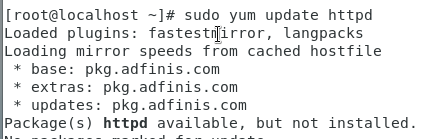 [root@localhost ~]# sudo yum update httpd
Loaded plugins: fastestmirror, langpacks
Loading mirror speeds from cached hostfile
 * base: pkg.adfinis.com
 * extras: pkg.adfinis.com
 * updates: pkg.adfinis.com
Package(s) httpd available, but not installed.
No packages marked for update